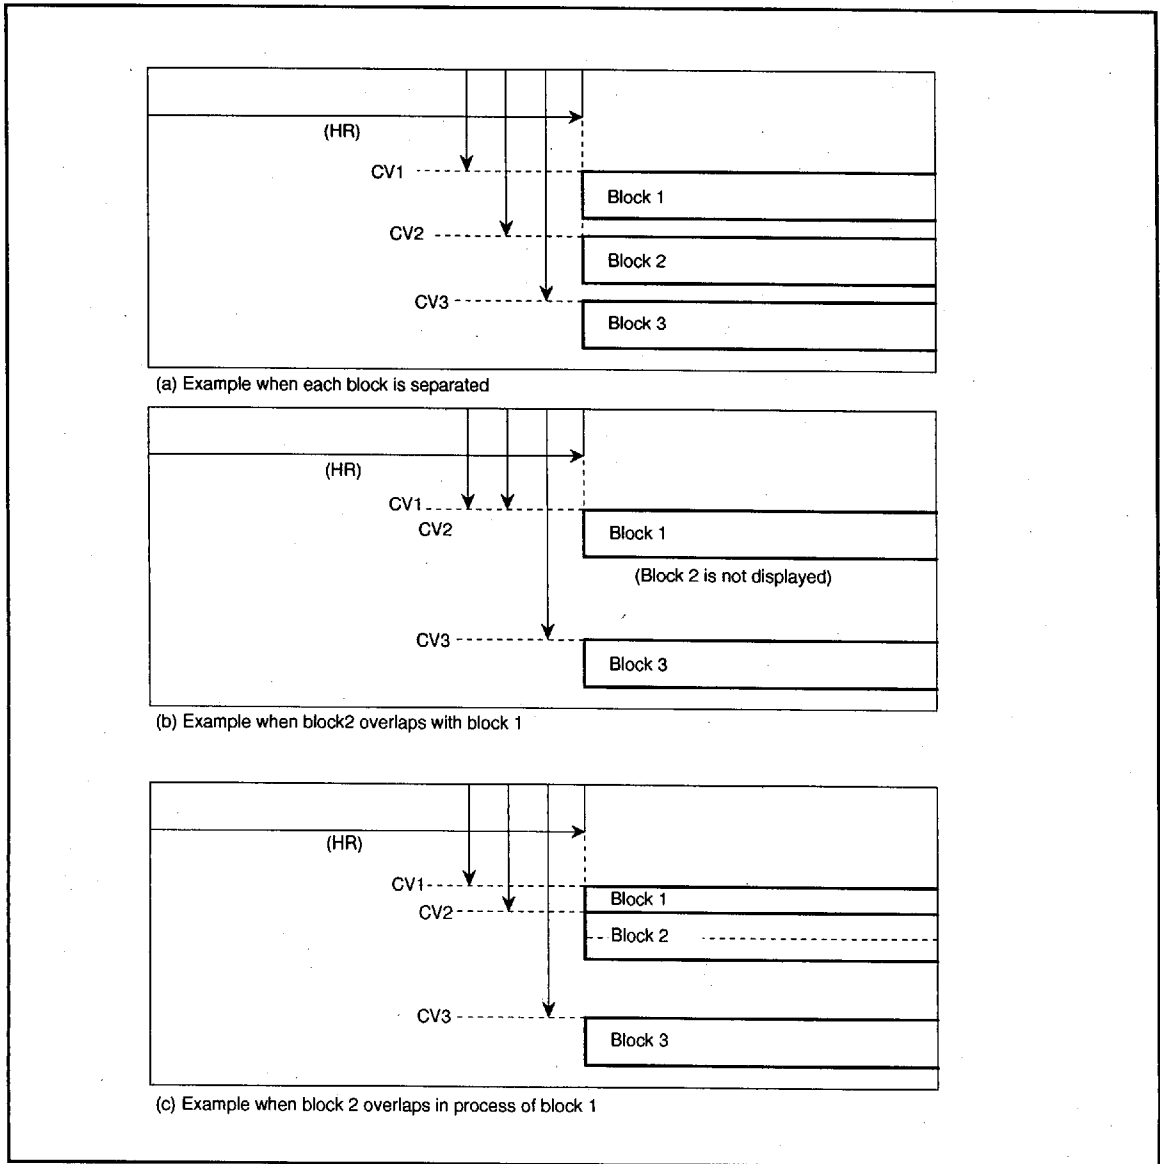 (HR)
CV1
Block 1
CV2
Block 2
CV3
Block 3
(a) Example when each block is separated
(HR)
CV1
CV2
Block 1
(Block 2 is not displayed)
CV3
Block 3
(b) Example when block2 overlaps with block 1
(HR)
CV1
Block 1
CV2
Block 2
CV3
Block 3
(c) Example when block 2 overlaps in process of block 1